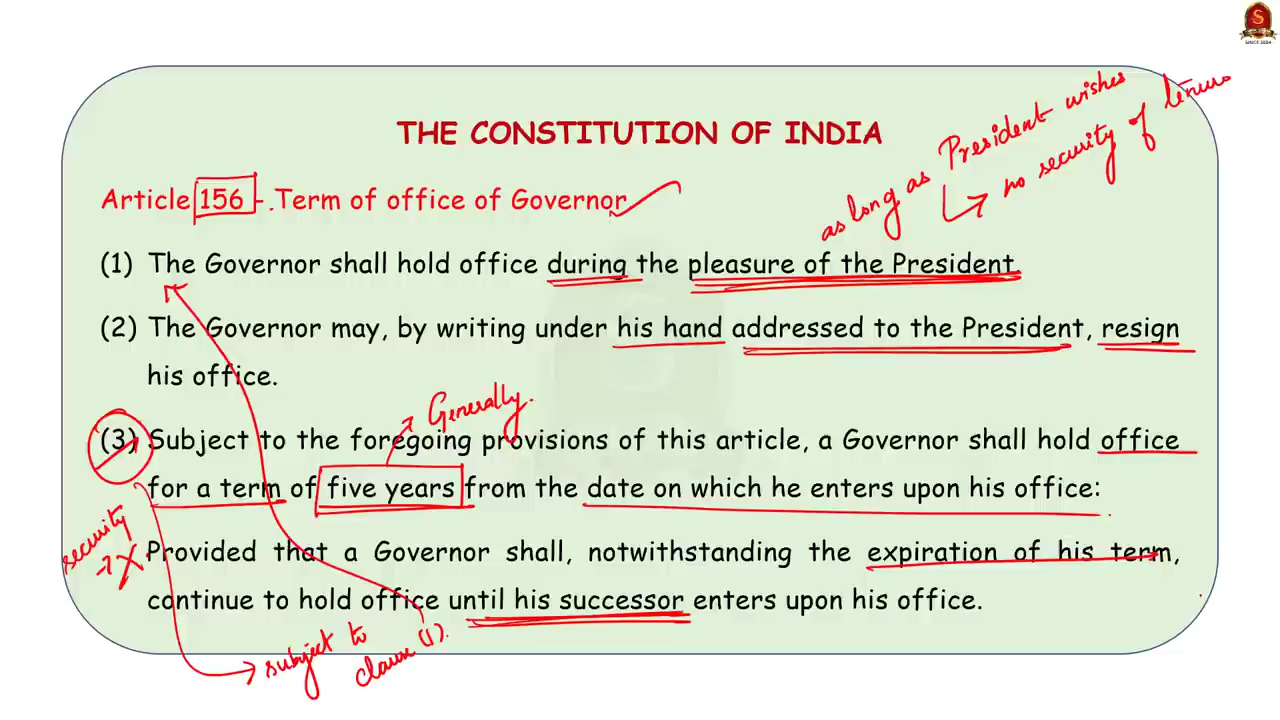 S
SINCE 2004
THE CONSTITUTION OF INDIA
as long as President wishes
→ no security of tenure
Article 156 -.Term of office of Governor
(1) The Governor shall hold office during the pleasure of the President.
(2) The Governor may, by writing under his hand addressed to the President, resign
his office.
Generally.
(3) Subject to the foregoing provisions of this article, a Governor shall hold office
for a term of five years from the date on which he enters upon his office:
security
→ X
Provided that a Governor shall, notwithstanding the expiration of his term,
continue to hold office until his successor enters upon his office.
→ subject to
clause (1).